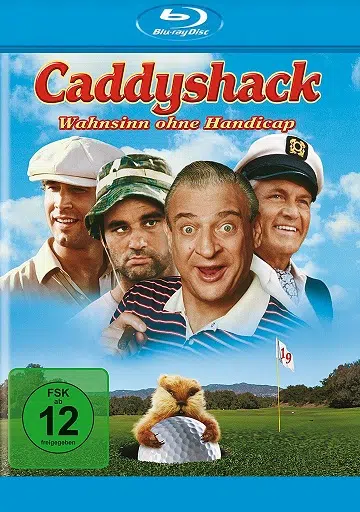 Blu-ray Disc
Caddyshack
Wahnsinn ohne Handicap
19
FSK
ab
12
freigegeben